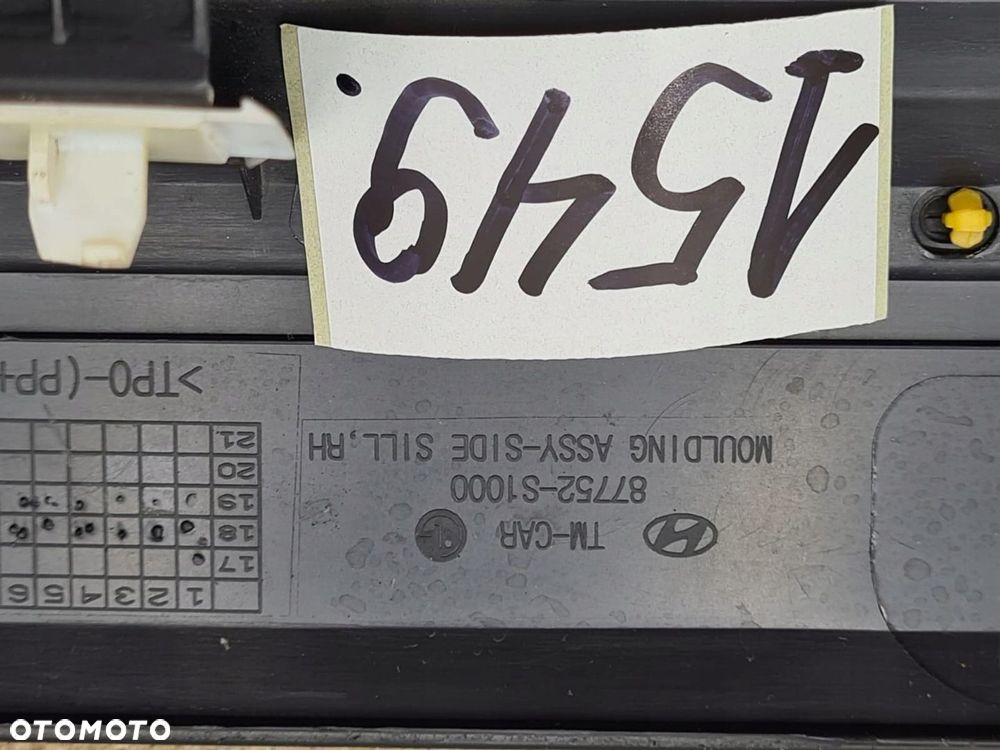 TM-CAR
87752-S1000
MOULDING ASSY-SIDE SILL,RH
1 2 3 4 5 6
17
18
19
20
21
>TPO-(PP+
1549.
OTOMOTO